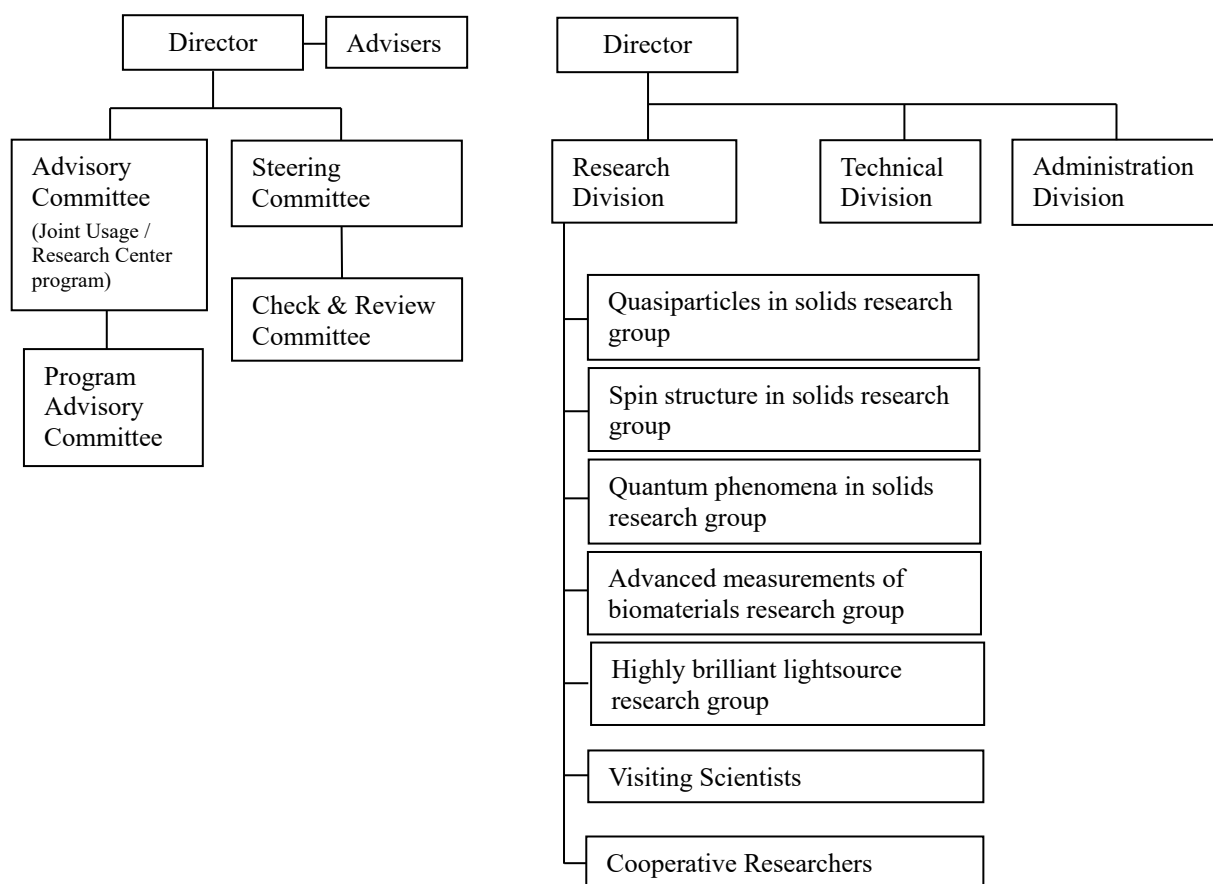 Director
Advisers
Advisory
Committee
(Joint Usage /
Research Center
program)
Steering
Committee
Check & Review
Committee
Program
Advisory
Committee
Director
Research
Division
Technical
Division
Administration
Division
Quasiparticles in solids research
group
Spin structure in solids research
group
Quantum phenomena in solids
research group
Advanced measurements of
biomaterials research group
Highly brilliant lightsource
research group
Visiting Scientists
Cooperative Researchers